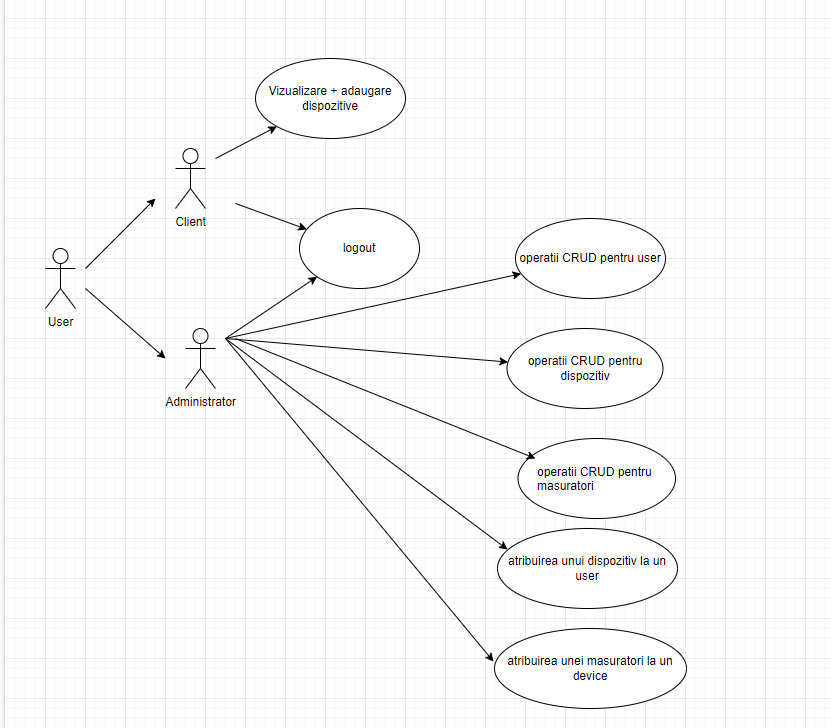 Vizualizare + adaugare
dispozitive
Client
logout
operatii CRUD pentru user
User
operatii CRUD pentru
dispozitiv
Administrator
operatii CRUD pentru
masuratori
atribuirea unui dispozitiv la un
user
atribuirea unei masuratori la un
device